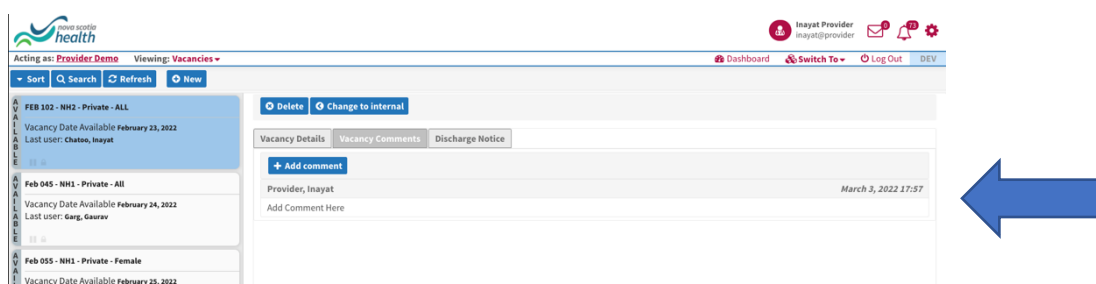 nova scotia
health
Inayat Provider
inayat@provider
0
73
Acting as: Provider Demo Viewing: Vacancies
Dashboard Switch To Log Out DEV
Sort Search Refresh New
AVAILABLE
FEB 102 - NH2 - Private - ALL
Vacancy Date Available February 23, 2022
Last user: Chatoo, Inayat
AVAILABLE
Feb 045 - NH1 - Private - All
Vacancy Date Available February 24, 2022
Last user: Garg, Gaurav
AVAI
Feb 055 - NH1 - Private - Female
Vacancy Date Available February 25, 2022
Delete Change to internal
Vacancy Details Vacancy Comments Discharge Notice
Add comment
Provider, Inayat March 3, 2022 17:57
Add Comment Here